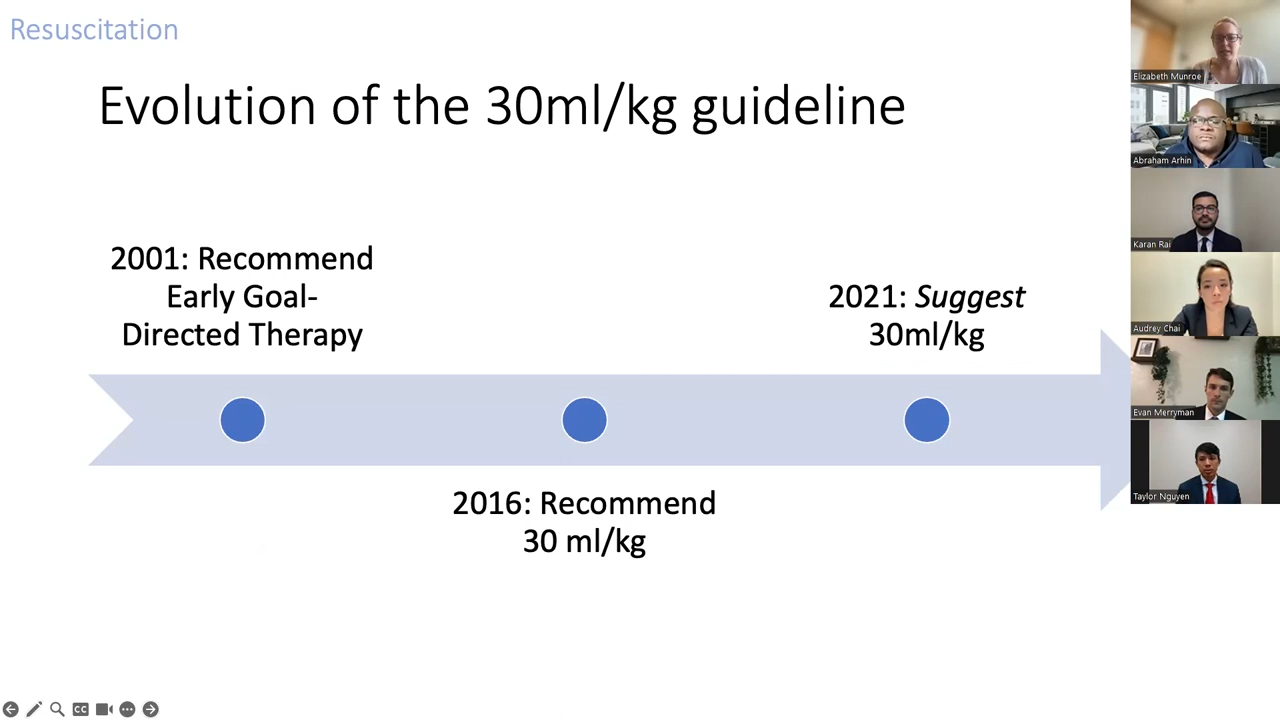 Resuscitation
Evolution of the 30ml/kg guideline
2001: Recommend
Early Goal-
Directed Therapy
2021: Suggest
30ml/kg
2016: Recommend
30 ml/kg
Elizabeth Munroe
Abraham Arhin
Karan Rai
Audrey Chai
Evan Merryman
Taylor Nguyen
CC